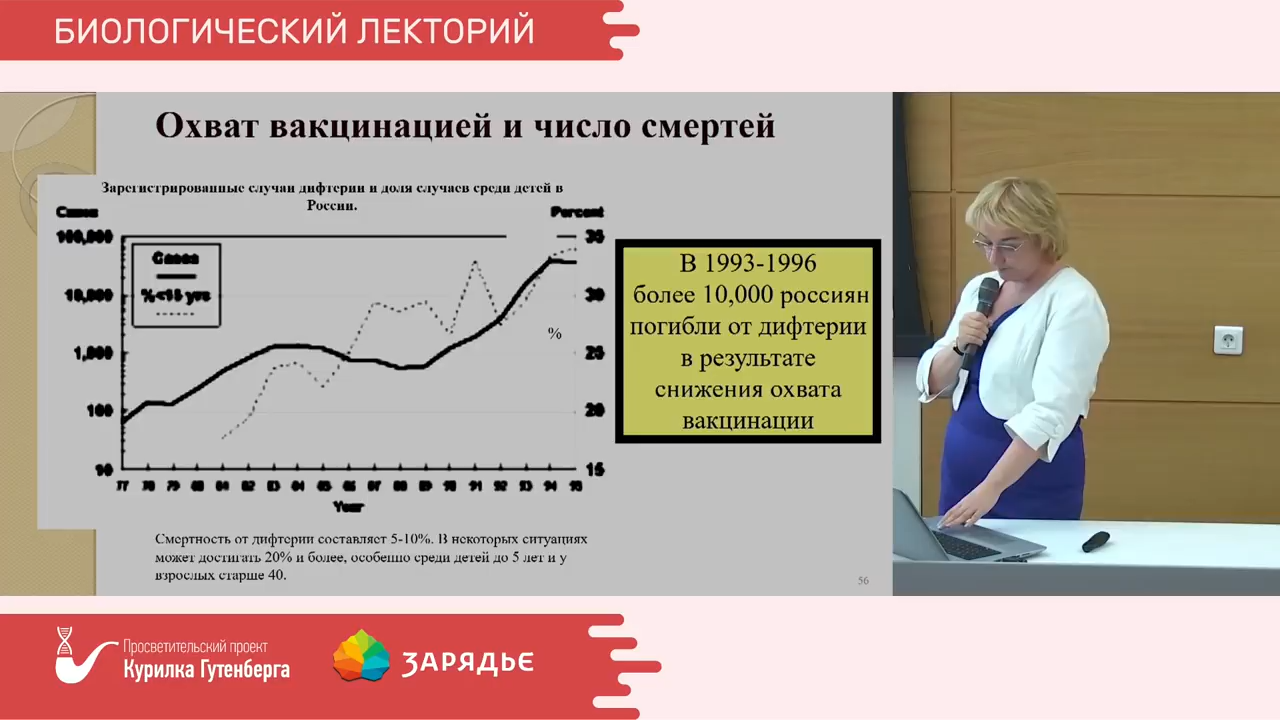 БИОЛОГИЧЕСКИЙ ЛЕКТОРИЙ
Охват вакцинацией и число смертей
Зарегистрированные случаи дифтерии и доля случаев среди детей в
России.
Cases
Percent
100,000
10,000
1,000
100
10
35
30
25
20
15
Cases
%<15 yrs
%
77 78 79 80 81 82 83 84 85 86 87 88 89 90 91 92 93 94 95
Year
В 1993-1996
более 10,000 россиян
погибли от дифтерии
в результате
снижения охвата
вакцинации
Смертность от дифтерии составляет 5-10%. В некоторых ситуациях
может достигать 20% и более, особенно среди детей до 5 лет и у
взрослых старше 40.
56
Просветительский проект
Курилка Гутенберга
ЗАРЯДЬЕ